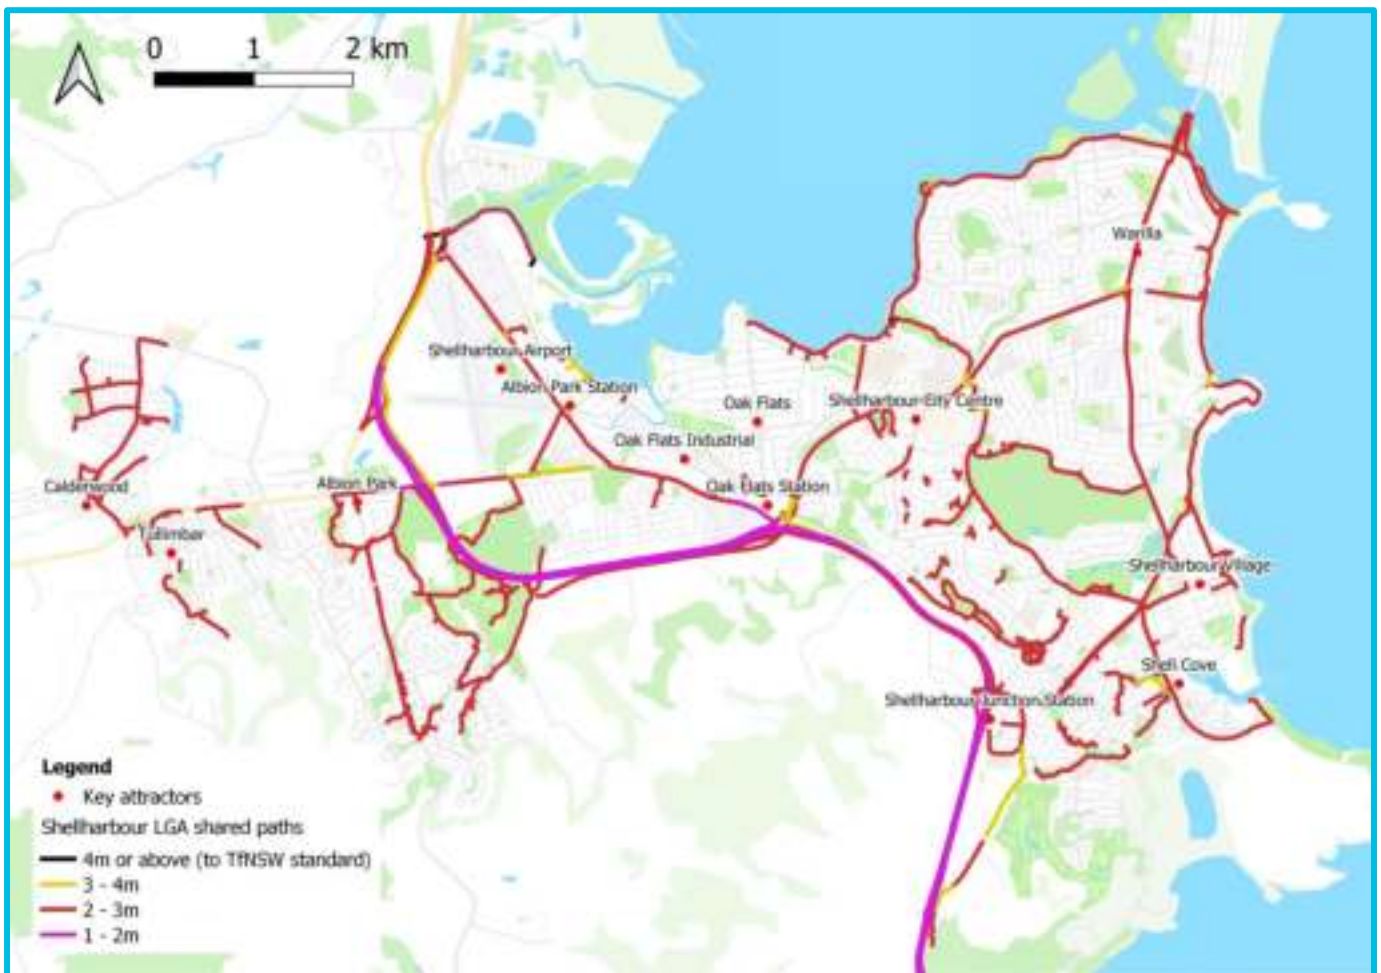 0 1 2 km
Warilla
Shellharbour Airport
Albion Park Station
Oak Flats
Shellharbour City Centre
Oak Flats Industrial
Albion Park
Calderwood
Oak Flats Station
Tullimbar
Shellharbour Village
Shell Cove
Shellharbour Junction Station
Legend
Key attractors
Shellharbour LGA shared paths
4m or above (to TfNSW standard)
3 - 4m
2 - 3m
1 - 2m